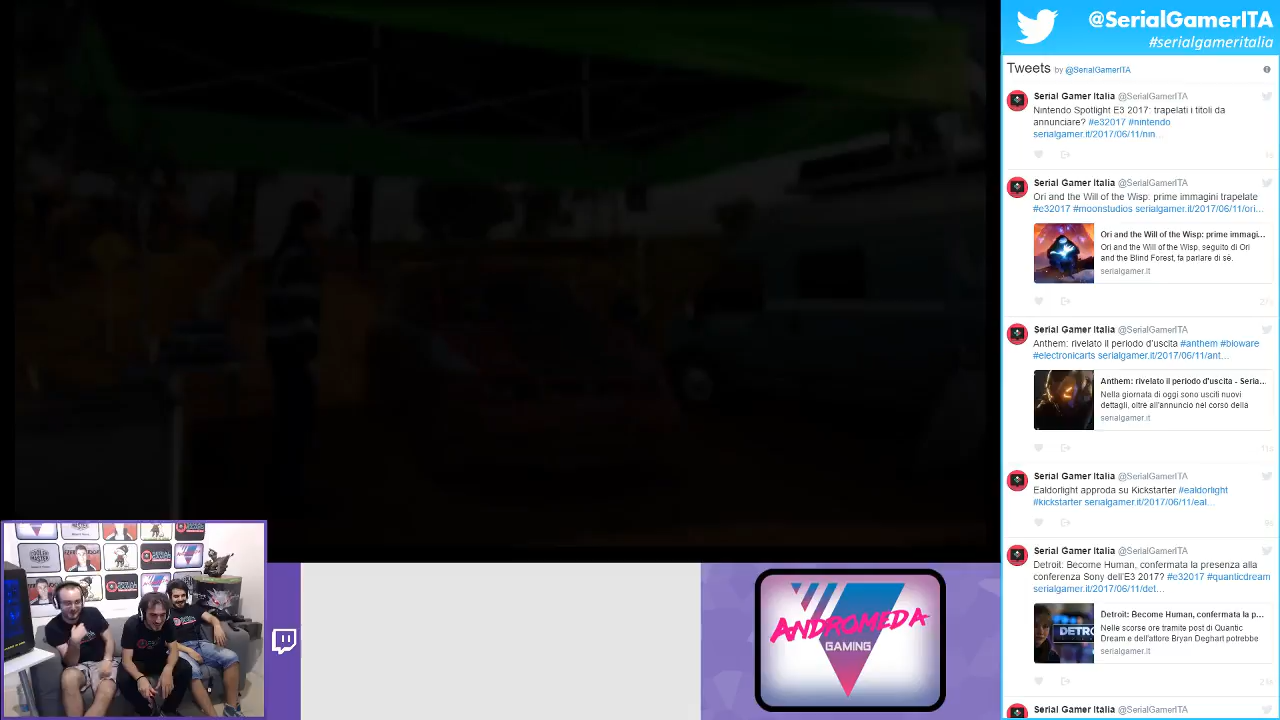 @SerialGamerITA
#serialgameritalia
Tweets by @SerialGamerITA
Serial Gamer Italia @SerialGamerITA
Nintendo Spotlight E3 2017: trapelati i titoli da
annunciare? #e32017 #nintendo
serialgamer.it/2017/06/11/nin...
Serial Gamer Italia @SerialGamerITA
Ori and the Will of the Wisp: prime immagini trapelate
#e32017 #moonstudios serialgamer.it/2017/06/11/ori...
Ori and the Will of the Wisp: prime immagi...
Ori and the Will of the Wisp, seguito di Ori
and the Blind Forest, fa parlare di sé.
serialgamer.it
Serial Gamer Italia @SerialGamerITA
Anthem: rivelato il periodo d'uscita #anthem #bioware
#electronicarts serialgamer.it/2017/06/11/ant...
Anthem: rivelato il periodo d'uscita - Seria...
Nella giornata di oggi sono usciti nuovi
dettagli, oltre all'annuncio nel corso della
serialgamer.it
Serial Gamer Italia @SerialGamerITA
Ealdorlight approda su Kickstarter #ealdorlight
#kickstarter serialgamer.it/2017/06/11/eal...
Serial Gamer Italia @SerialGamerITA
Detroit: Become Human, confermata la presenza alla
conferenza Sony dell'E3 2017? #e32017 #quanticdream
serialgamer.it/2017/06/11/det...
DETRO
Detroit: Become Human, confermata la p...
Nelle scorse ore tramite post di Quantic
Dream e dell'attore Bryan Deghart potrebbe
serialgamer.it
Serial Gamer Italia @SerialGamerITA
ANDROMEDA
GAMING